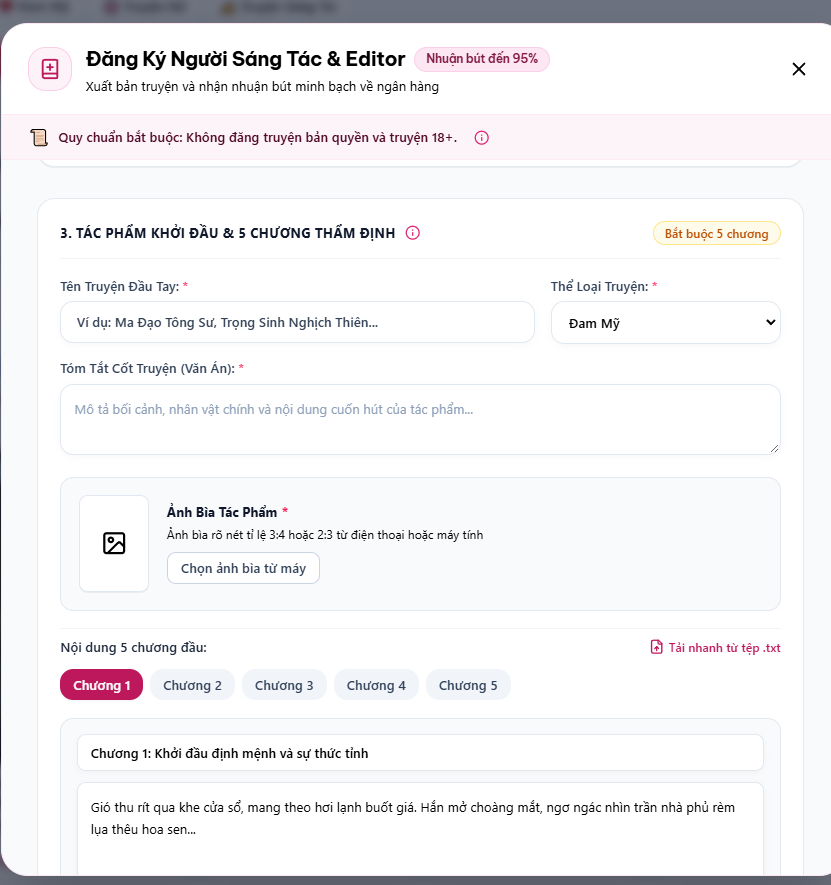 Đăng Ký Người Sáng Tác & Editor
Nhuận bút đến 95%
Xuất bản truyện và nhận nhuận bút minh bạch về ngân hàng
Quy chuẩn bắt buộc: Không đăng truyện bản quyền và truyện 18+.
3. TÁC PHẨM KHỞI ĐẦU & 5 CHƯƠNG THẨM ĐỊNH
Bắt buộc 5 chương
Tên Truyện Đầu Tay: *
Thể Loại Truyện: *
Ví dụ: Ma Đạo Tông Sư, Trọng Sinh Nghịch Thiên...
Đam Mỹ
Tóm Tắt Cốt Truyện (Văn Án): *
Mô tả bối cảnh, nhân vật chính và nội dung cuốn hút của tác phẩm...
Ảnh Bìa Tác Phẩm *
Ảnh bìa rõ nét tỉ lệ 3:4 hoặc 2:3 từ điện thoại hoặc máy tính
Chọn ảnh bìa từ máy
Nội dung 5 chương đầu:
Tải nhanh từ tệp .txt
Chương 1
Chương 2
Chương 3
Chương 4
Chương 5
Chương 1: Khởi đầu định mệnh và sự thức tỉnh
Gió thu rít qua khe cửa sổ, mang theo hơi lạnh buốt giá. Hắn mở choàng mắt, ngơ ngác nhìn trần nhà phủ rèm
lụa thêu hoa sen...